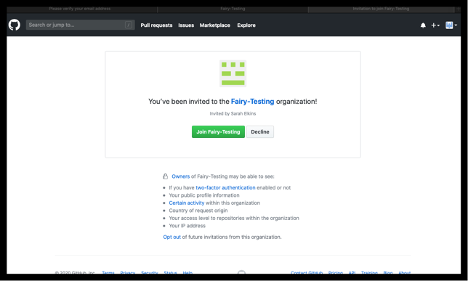 Please verify your email address
Fairy-Testing
Invitation to join Fairy-Testing
Search or jump to...
Pull requests Issues Marketplace Explore
You've been invited to the Fairy-Testing organization!
Invited by Sarah
Join Fairy-Testing Decline
Owners of Fairy-Testing may be able to see:
If you have two-factor authentication enabled or not
Your public profile information
Certain activity within this organization
Country of request origin
Your access level to repositories within the organization
Your IP address
Opt out of future invitations from this organization.
© 2020 GitHub, Inc. Terms Privacy Security Status Help Contact GitHub Pricing API Training Blog About